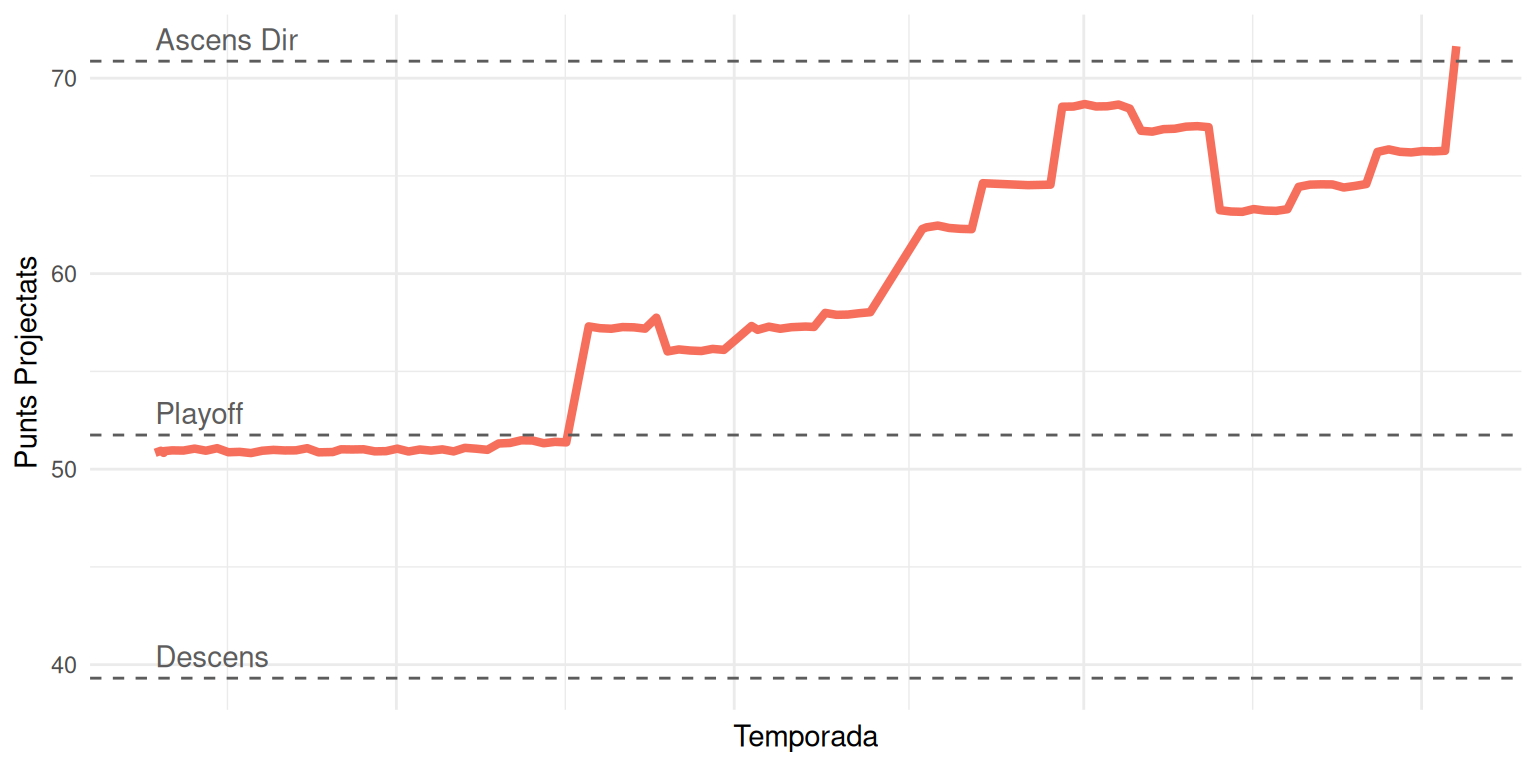 Ascens Dir
70
60
Punts Projectats
Playoff
50
Descens
40
Temporada